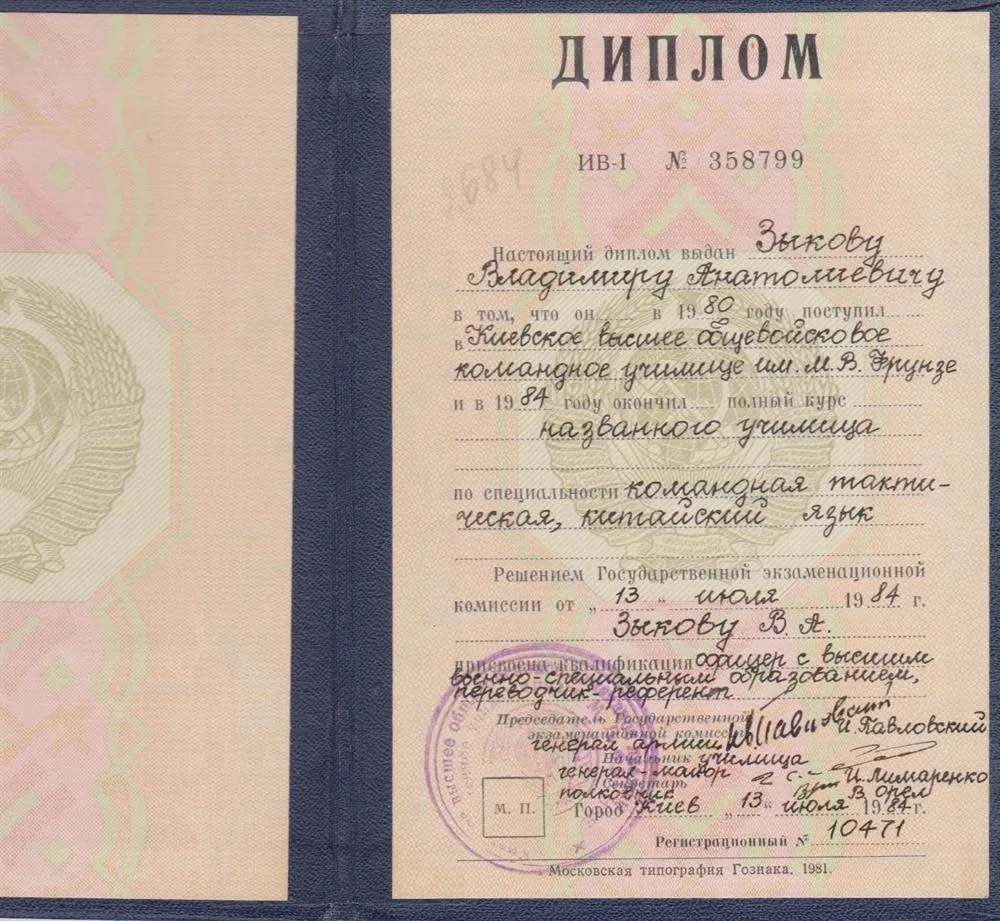 ДИПЛОМ
ИВ-I № 358799
Настоящий диплом выдан Зыкову
Владимиру Анатолиевичу
в том, что он в 1980 году поступил
в Киевское высшее общевойсковое
командное училище им. М. В. Фрунзе
и в 1984 году окончил полный курс
названного училища
по специальности командная такти-
ческая, китайский язык
Решением Государственной экзаменационной
комиссии от „13“ июля 1984 г.
Зыкову В. А.
присвоена квалификация офицер с высшим
военно-специальным образованием,
переводчик-референт
Председатель Государственной
экзаменационной комиссии
генерал армии И. Павловский
Начальник училища
генерал-майор И. Лимаренко
Секретарь
полковник В. Орел
М. П.
Город Киев „13“ июля 1984 г.
Регистрационный № 10471
Московская типография Гознака. 1981.